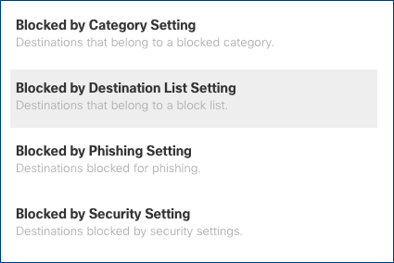 Blocked by Category Setting
Destinations that belong to a blocked category.
Blocked by Destination List Setting
Destinations that belong to a block list.
Blocked by Phishing Setting
Destinations blocked for phishing.
Blocked by Security Setting
Destinations blocked by security settings.